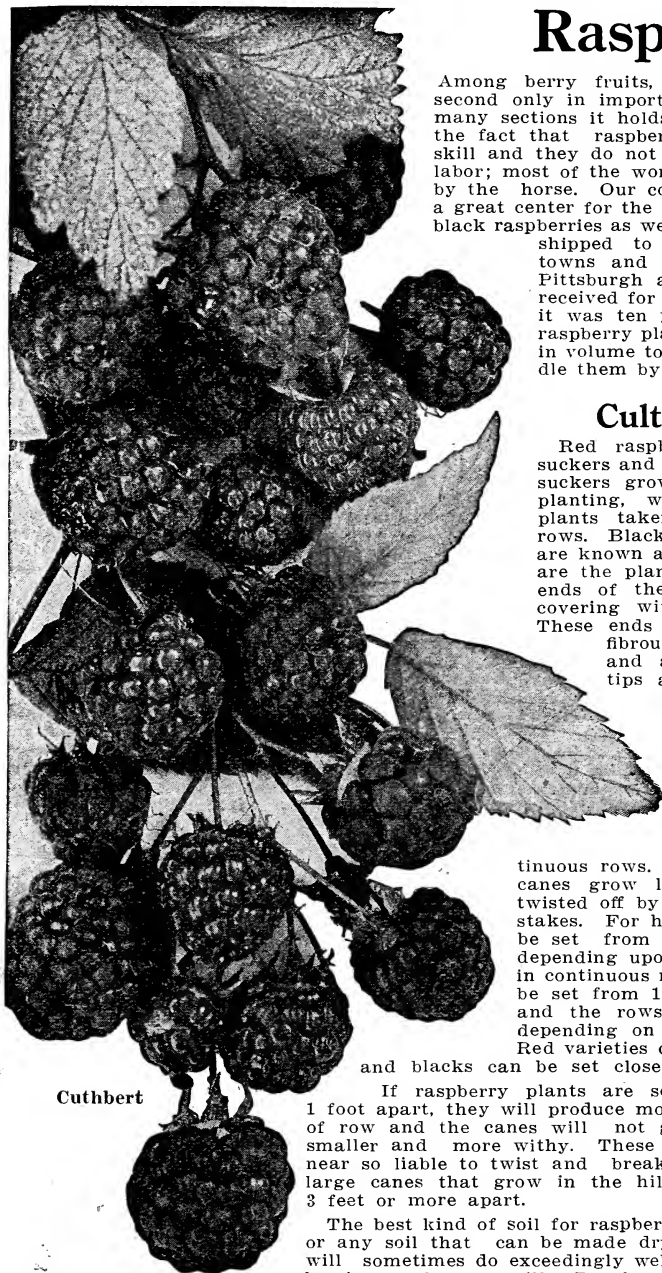 Rasp
Among berry fruits,
second only in import
many sections it holds
the fact that raspber
skill and they do not
labor; most of the wor
by the horse. Our co
a great center for the
black raspberries as we
shipped to
towns and
Pittsburgh a
received for
it was ten
raspberry pla
in volume to
dle them by
Cult
Red raspb
suckers and
suckers grow
planting, w
plants take
rows. Black
are known a
are the plan
ends of the
covering wi
These ends
fibrou
and a
tips a
tinuous rows.
canes grow l
twisted off by
stakes. For h
be set from
depending upo
in continuous r
be set from 1
and the rows
depending on
Red varieties c
and blacks can be set close
Cuthbert
If raspberry plants are se
1 foot apart, they will produce mo
of row and the canes will not g
smaller and more withy. These
near so liable to twist and break
large canes that grow in the hil
3 feet or more apart.
The best kind of soil for raspber
or any soil that can be made dry
will sometimes do exceedingly we